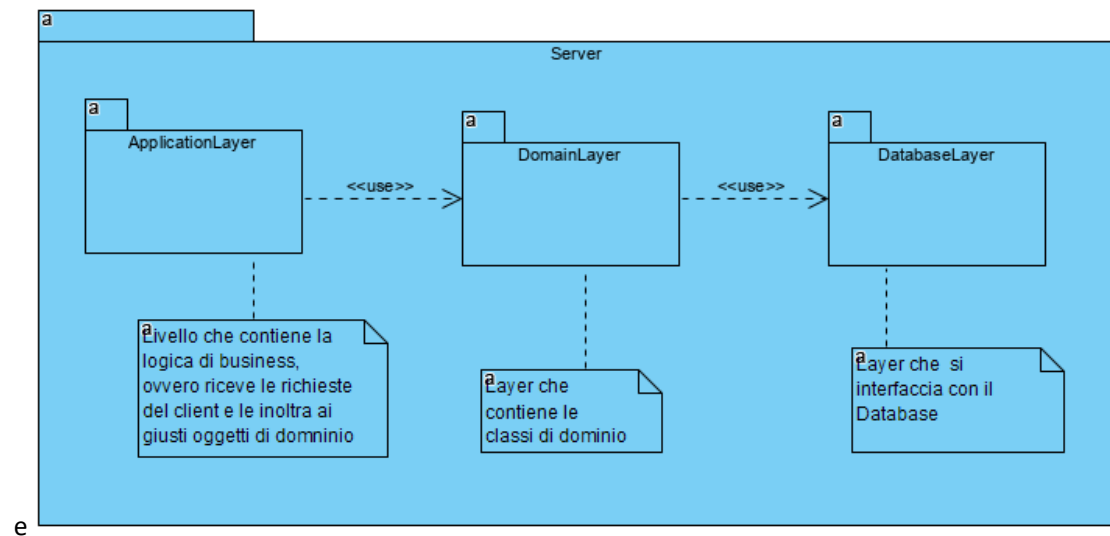 a
Server
a
ApplicationLayer
<<use>>
a
DomainLayer
<<use>>
a
DatabaseLayer
a
Livello che contiene la
logica di business,
ovvero riceve le richieste
del client e le inoltra ai
giusti oggetti di domninio
a
Layer che
contiene le
classi di dominio
a
Layer che  si
interfaccia con il
Database
e